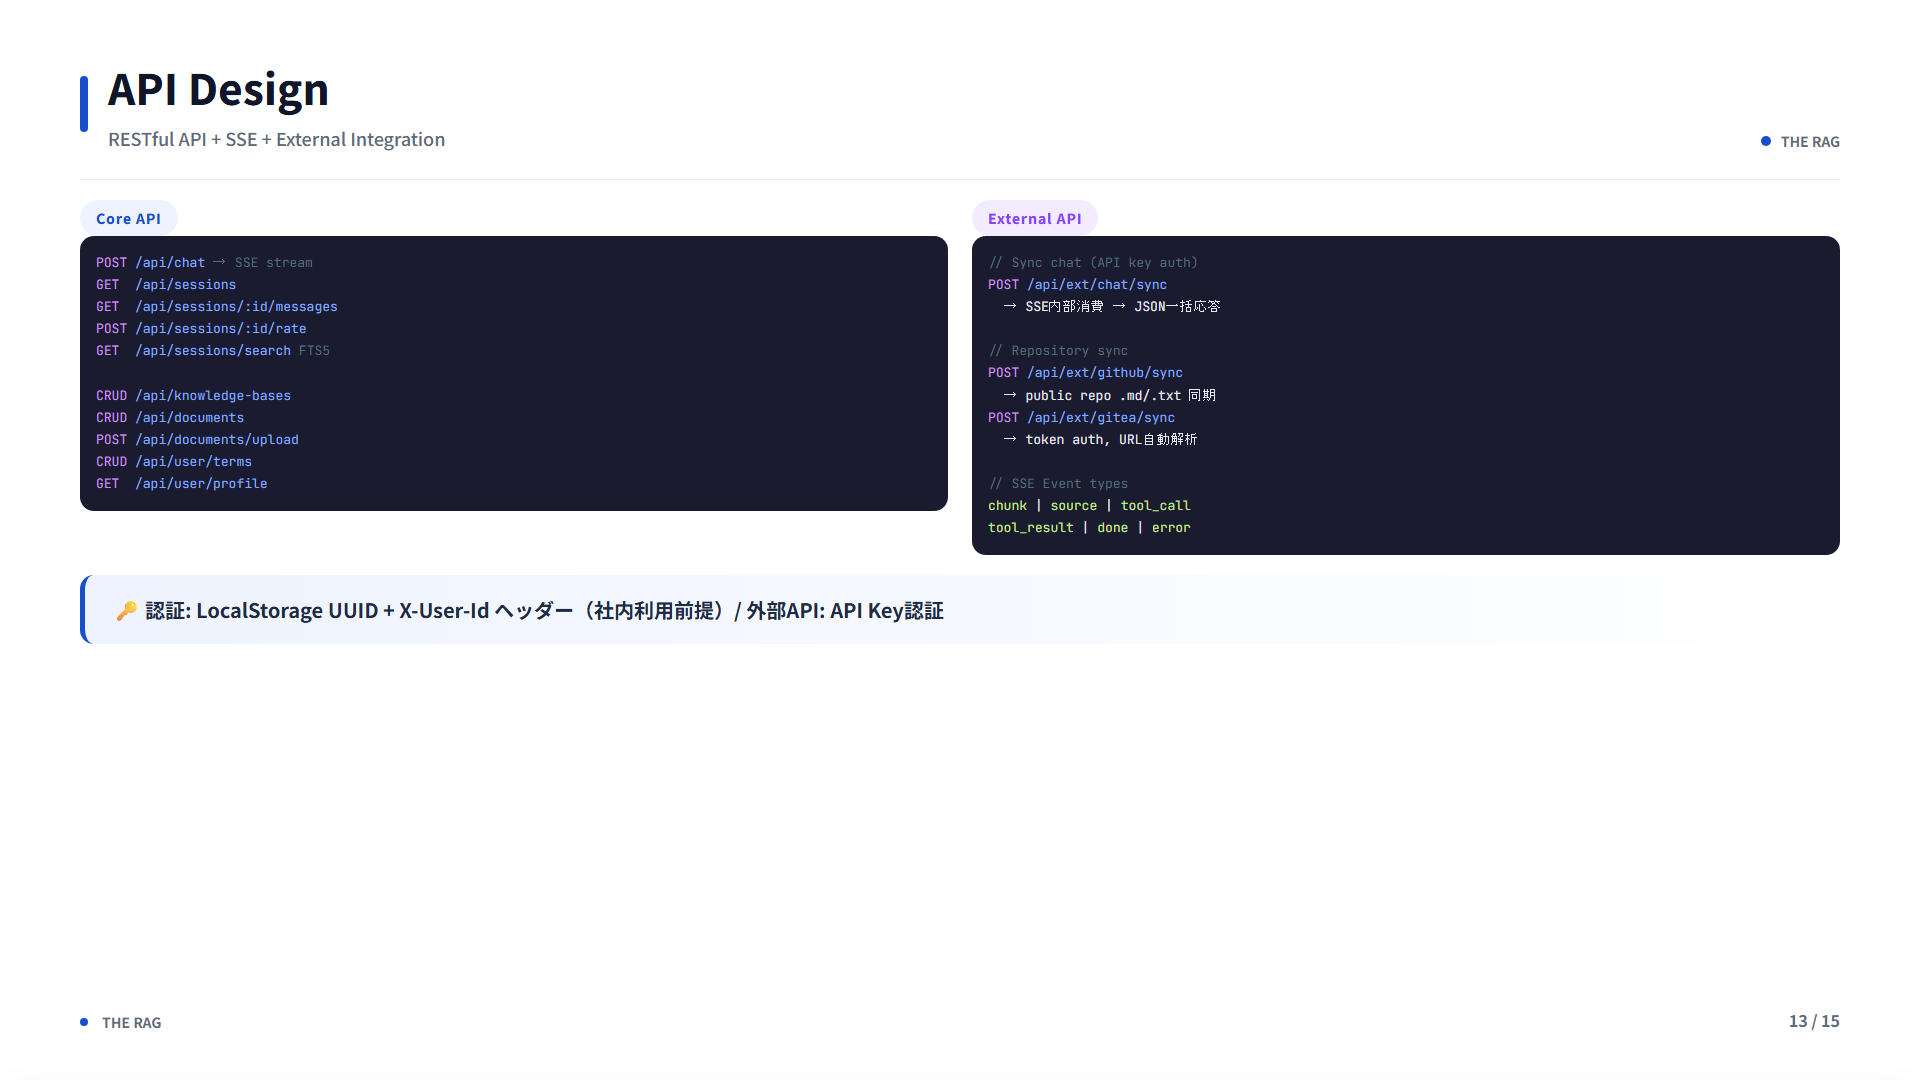 API Design
RESTful API + SSE + External Integration
THE RAG
Core API
POST /api/chat → SSE stream
GET /api/sessions
GET /api/sessions/:id/messages
POST /api/sessions/:id/rate
GET /api/sessions/search FTS5
CRUD /api/knowledge-bases
CRUD /api/documents
POST /api/documents/upload
CRUD /api/user/terms
GET /api/user/profile
External API
// Sync chat (API key auth)
POST /api/ext/chat/sync
→ SSE内部消費 → JSON一括応答
// Repository sync
POST /api/ext/github/sync
→ public repo .md/.txt 同期
POST /api/ext/gitea/sync
→ token auth, URL自動解析
// SSE Event types
chunk | source | tool_call
tool_result | done | error
🔑 認証: LocalStorage UUID + X-User-Id ヘッダー（社内利用前提）/ 外部API: API Key認証
THE RAG
13 / 15